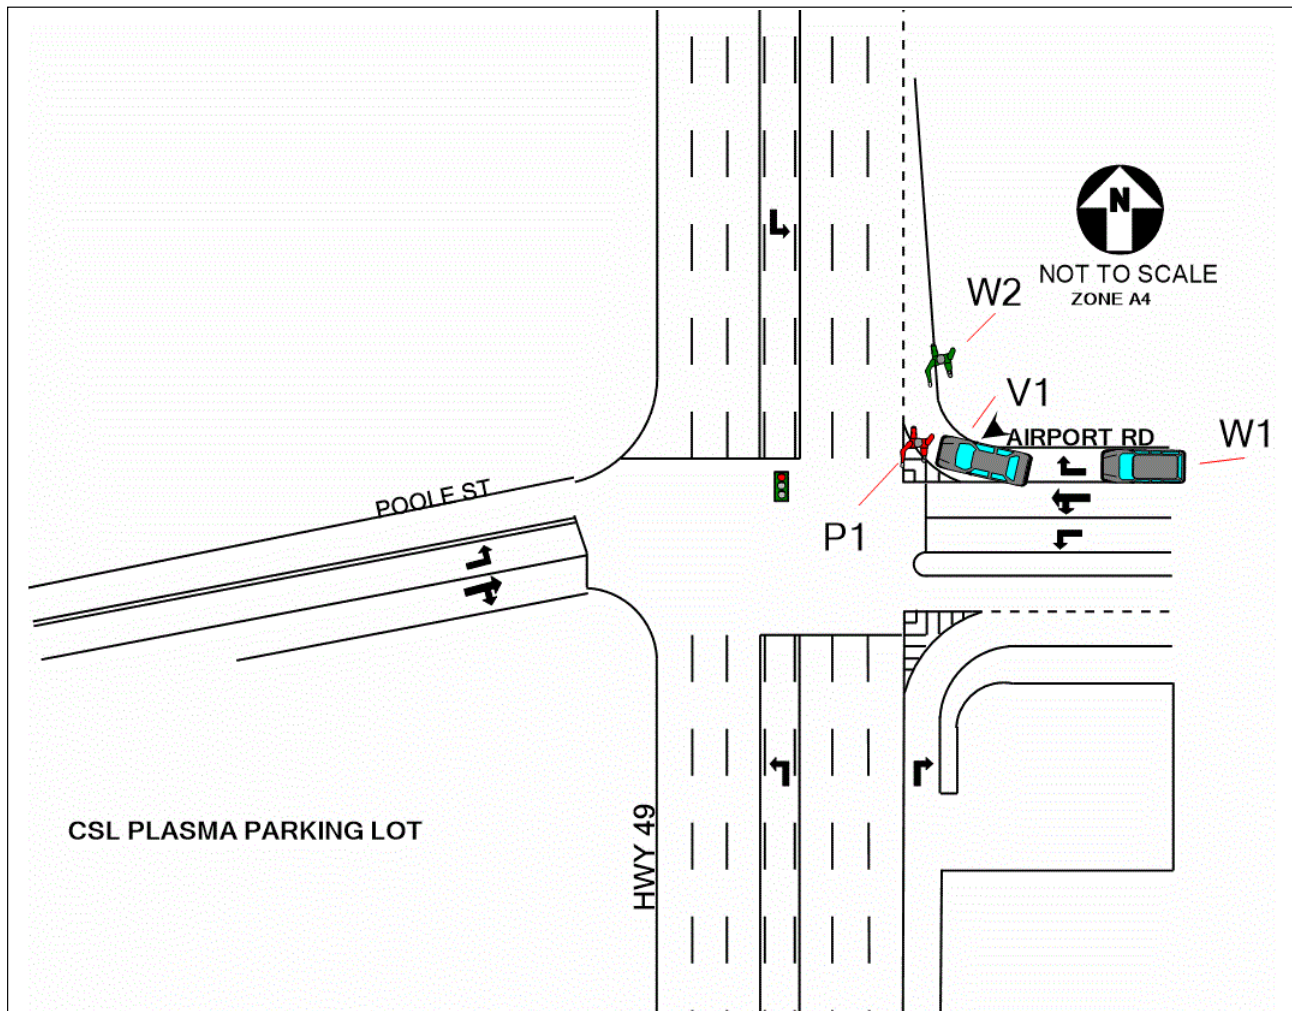 N
NOT TO SCALE
ZONE A4
W2
V1
AIRPORT RD
W1
POOLE ST
P1
CSL PLASMA PARKING LOT
HWY 49